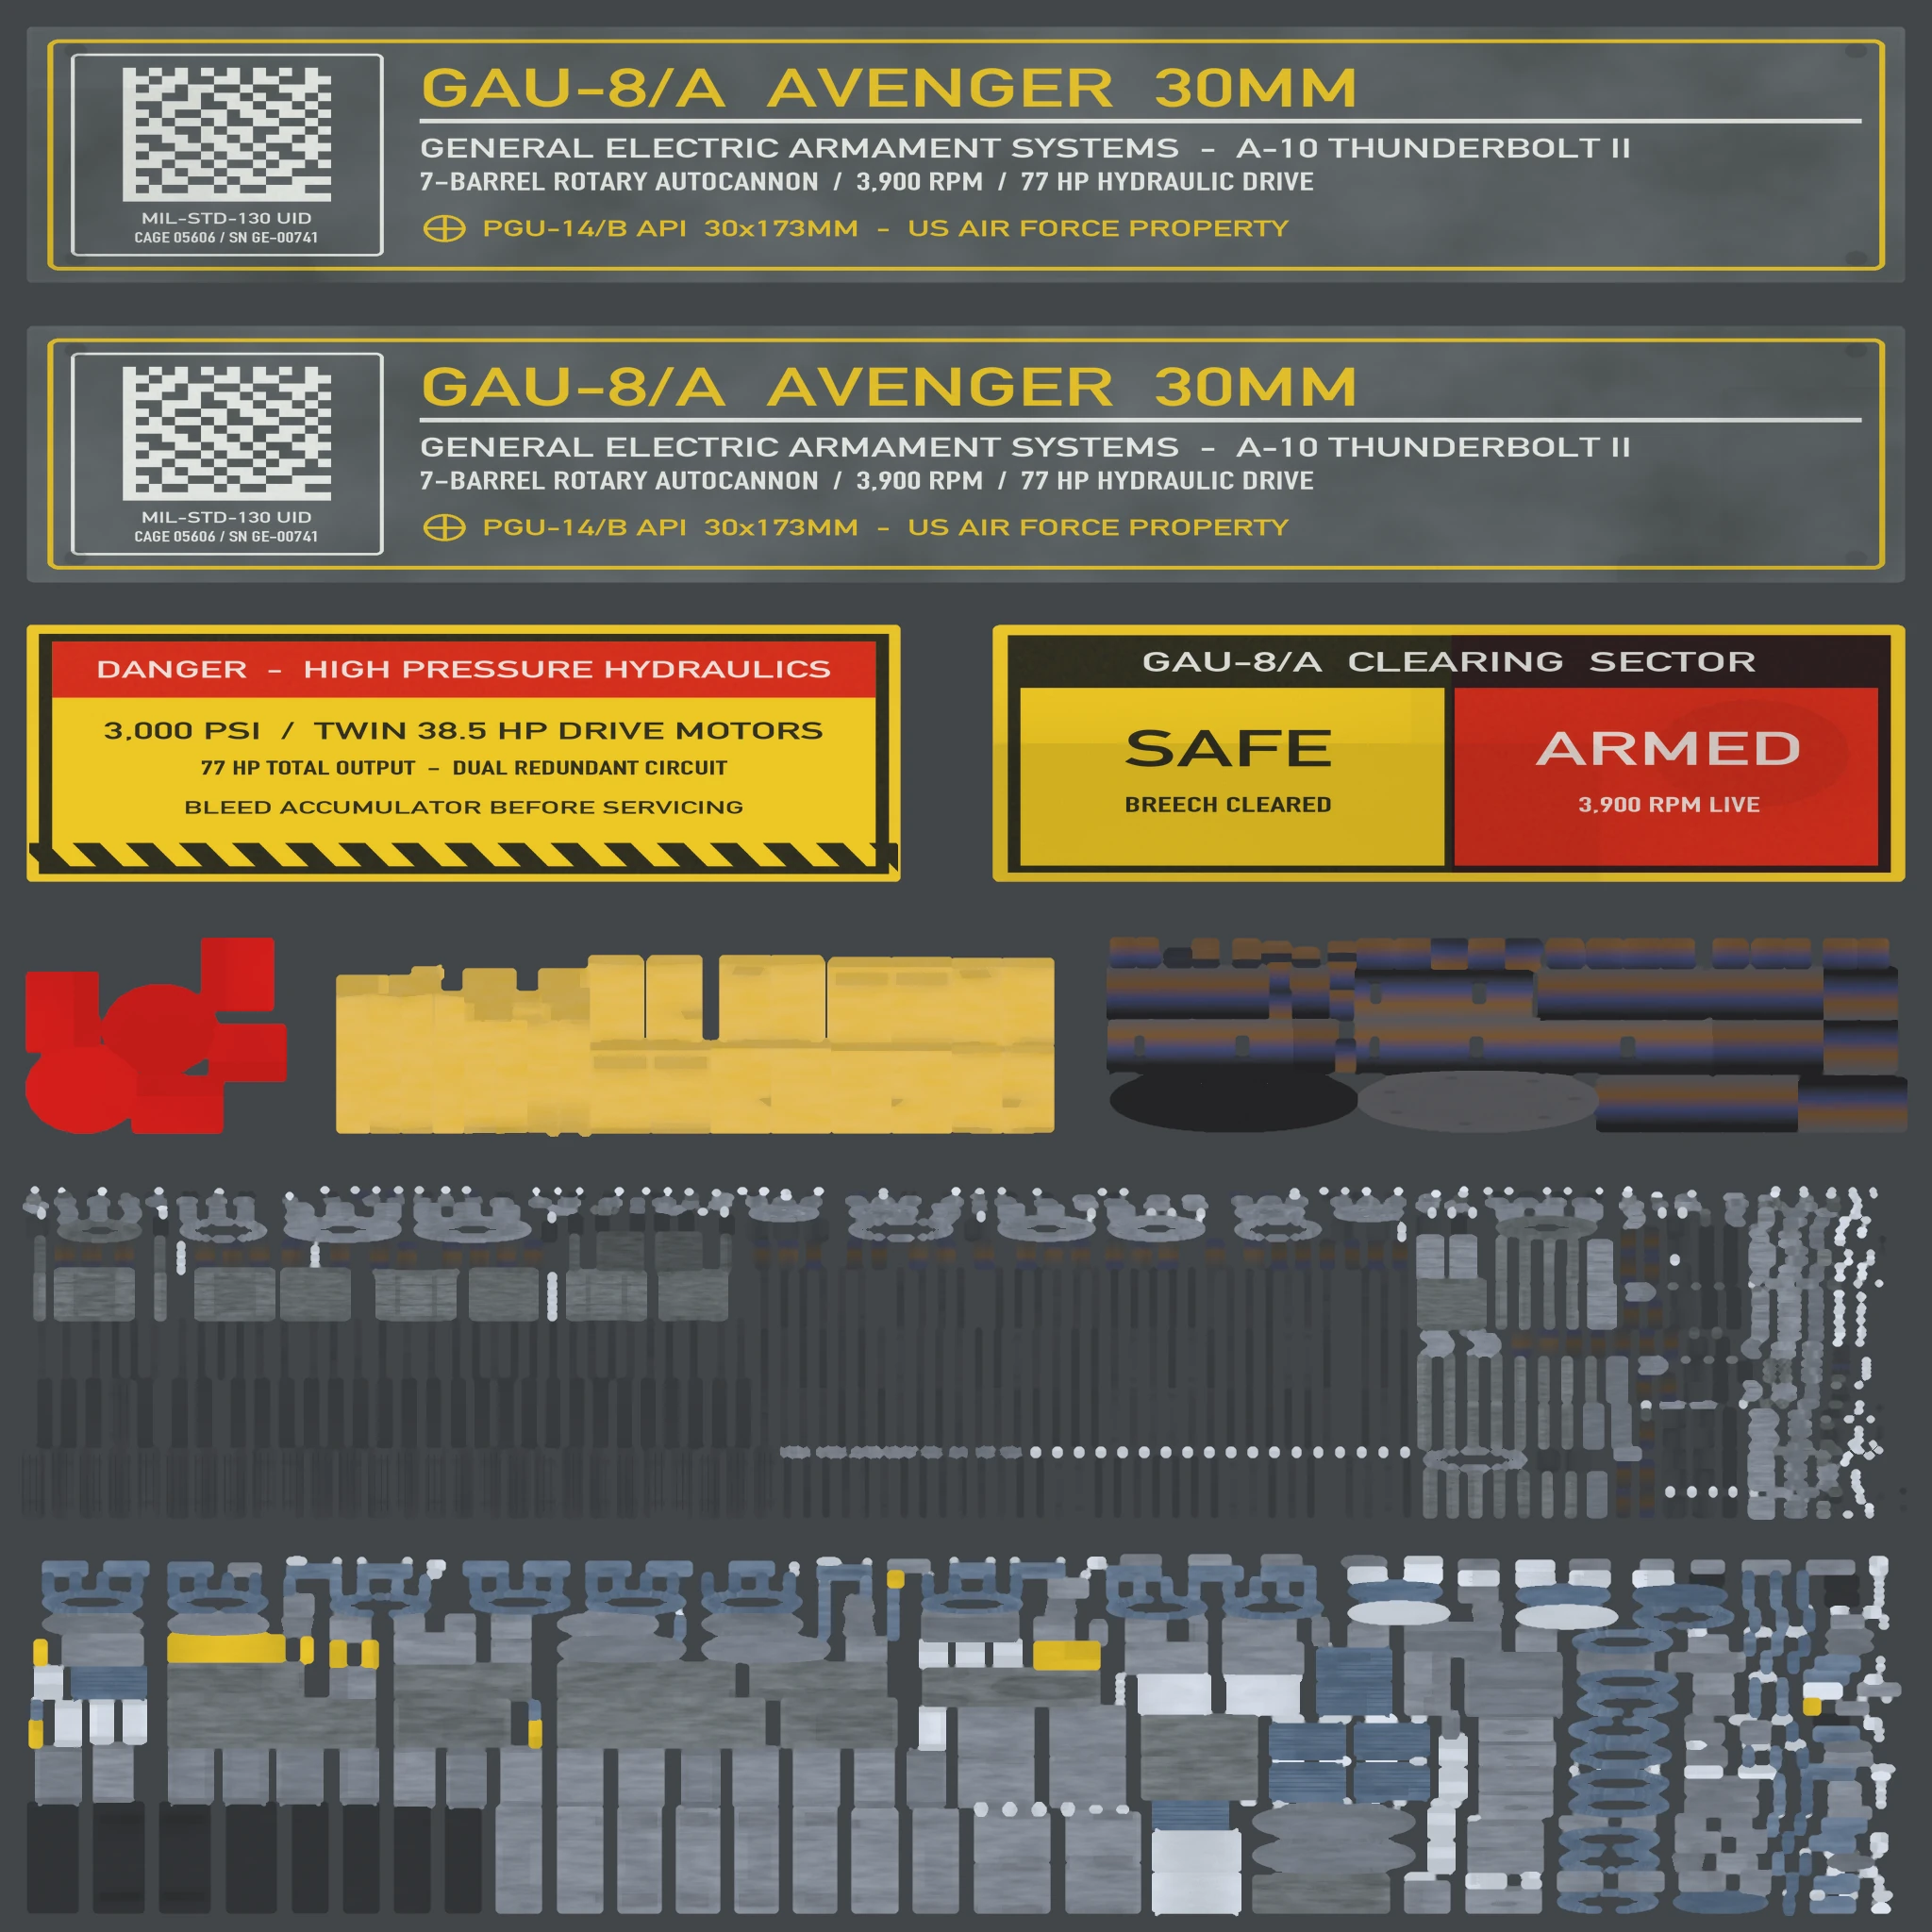 GAU-8/A AVENGER 30MM
GENERAL ELECTRIC ARMAMENT SYSTEMS - A-10 THUNDERBOLT II
7-BARREL ROTARY AUTOCANNON / 3,900 RPM / 77 HP HYDRAULIC DRIVE
PGU-14/B API 30x173MM - US AIR FORCE PROPERTY
MIL-STD-130 UID
CAGE 05606 / SN GE-00741
GAU-8/A AVENGER 30MM
GENERAL ELECTRIC ARMAMENT SYSTEMS - A-10 THUNDERBOLT II
7-BARREL ROTARY AUTOCANNON / 3,900 RPM / 77 HP HYDRAULIC DRIVE
PGU-14/B API 30x173MM - US AIR FORCE PROPERTY
MIL-STD-130 UID
CAGE 05606 / SN GE-00741
DANGER - HIGH PRESSURE HYDRAULICS
3,000 PSI / TWIN 38.5 HP DRIVE MOTORS
77 HP TOTAL OUTPUT - DUAL REDUNDANT CIRCUIT
BLEED ACCUMULATOR BEFORE SERVICING
GAU-8/A CLEARING SECTOR
SAFE
BREECH CLEARED
ARMED
3,900 RPM LIVE